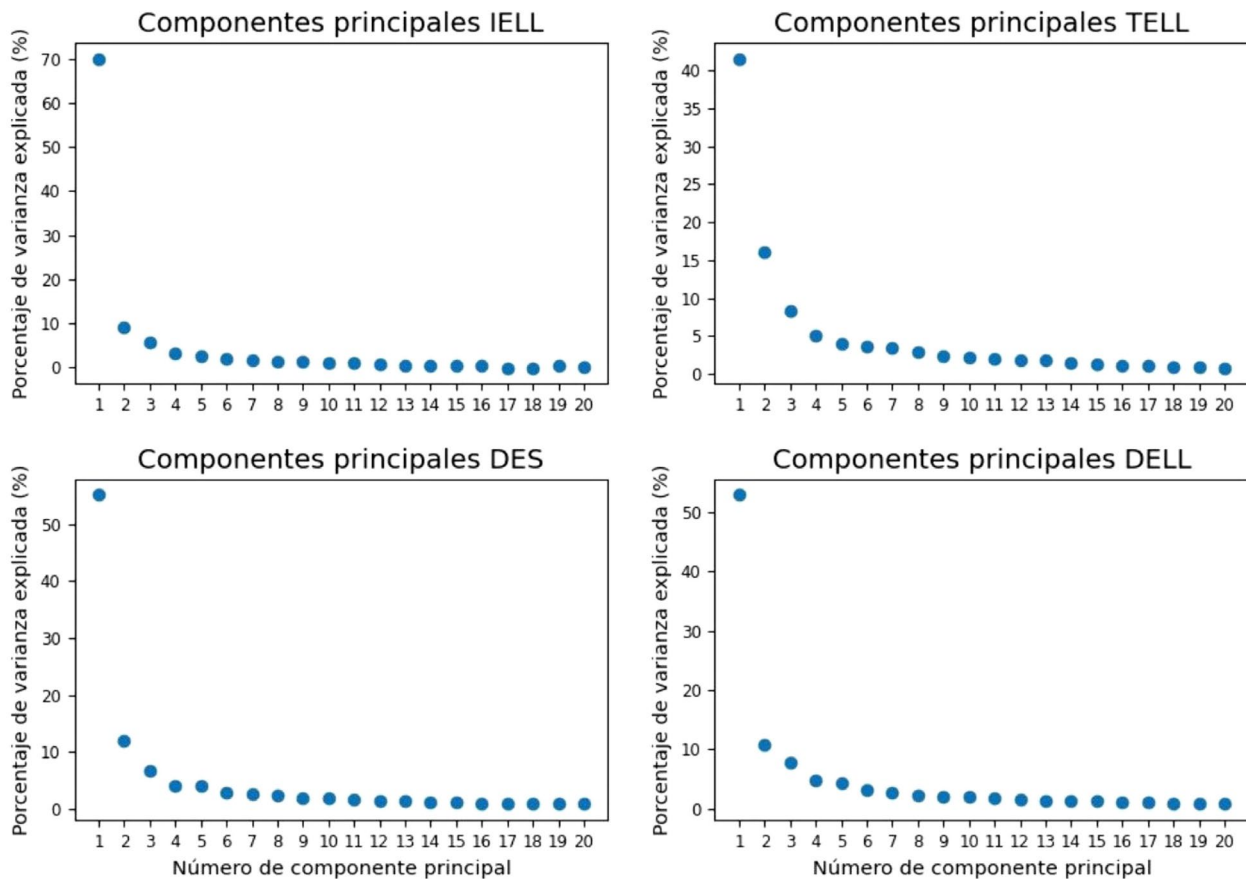 Componentes principales IELL
Porcentaje de varianza explicada (%)
70
60
50
40
30
20
10
0
1 2 3 4 5 6 7 8 9 10 11 12 13 14 15 16 17 18 19 20
Componentes principales TELL
Porcentaje de varianza explicada (%)
40
35
30
25
20
15
10
5
0
1 2 3 4 5 6 7 8 9 10 11 12 13 14 15 16 17 18 19 20
Componentes principales DES
Porcentaje de varianza explicada (%)
50
40
30
20
10
0
1 2 3 4 5 6 7 8 9 10 11 12 13 14 15 16 17 18 19 20
Número de componente principal
Componentes principales DELL
Porcentaje de varianza explicada (%)
50
40
30
20
10
0
1 2 3 4 5 6 7 8 9 10 11 12 13 14 15 16 17 18 19 20
Número de componente principal